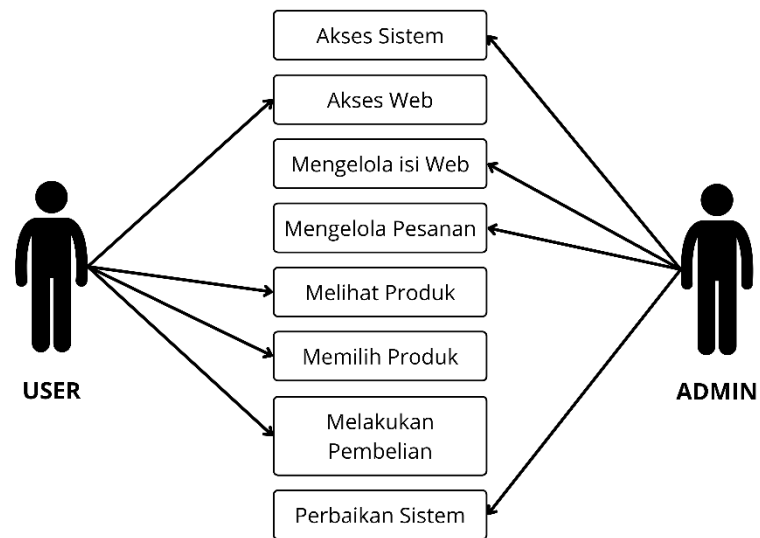 Akses Sistem
Akses Web
Mengelola isi Web
Mengelola Pesanan
Melihat Produk
Memilih Produk
Melakukan
Pembelian
Perbaikan Sistem
USER
ADMIN